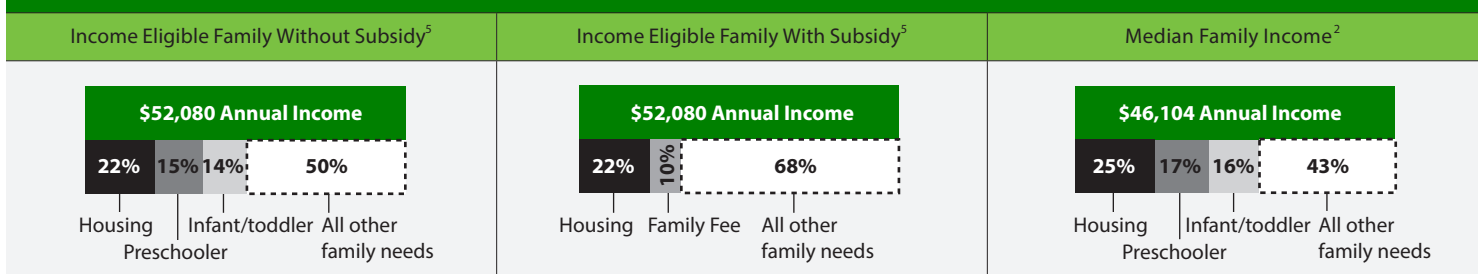 Income Eligible Family Without Subsidy5
Income Eligible Family With Subsidy5
Median Family Income2
$52,080 Annual Income
22% 15% 14% 50%
Housing Infant/toddler All other
Preschooler family needs
$52,080 Annual Income
22% 10% 68%
Housing Family Fee All other
family needs
$46,104 Annual Income
25% 17% 16% 43%
Housing Infant/toddler All other
Preschooler family needs